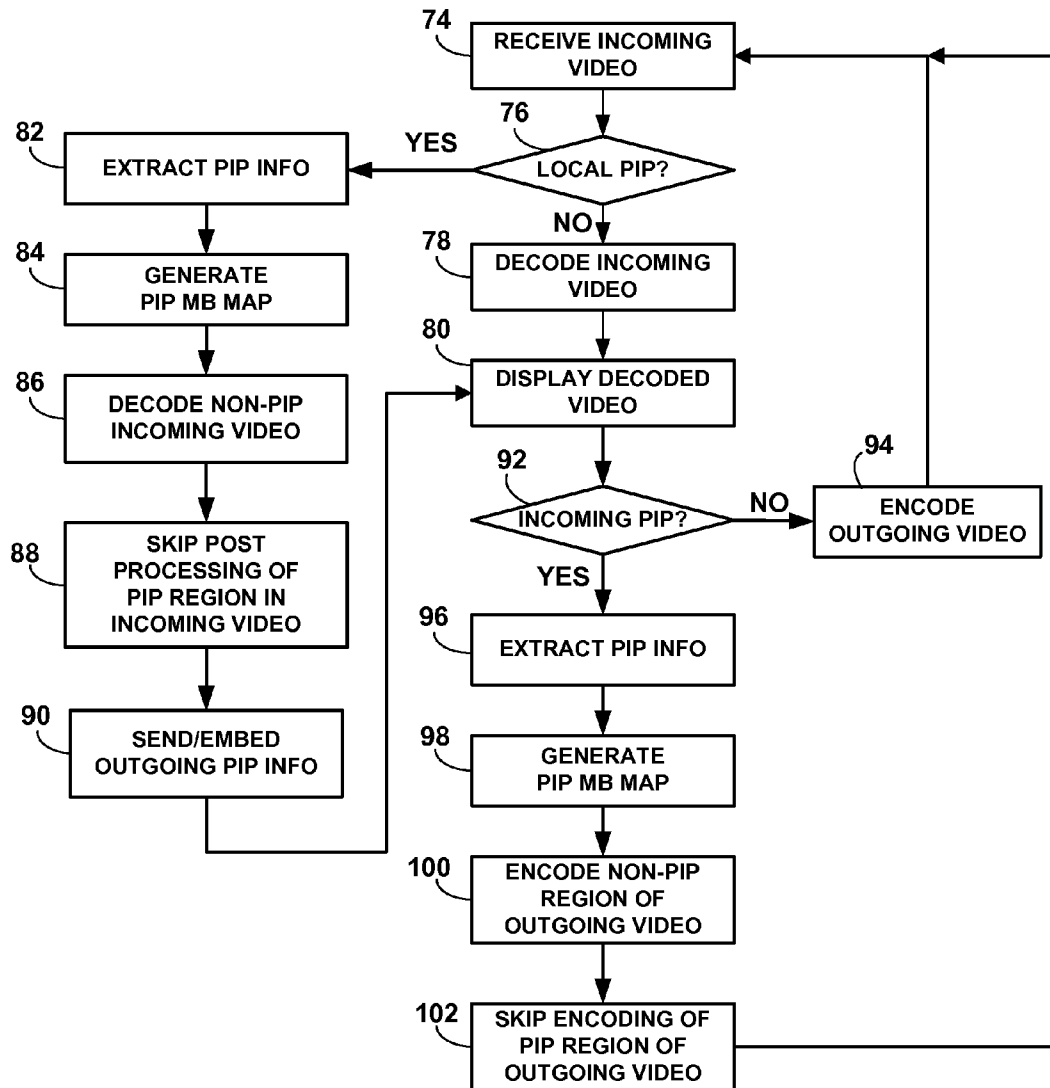 74
RECEIVE INCOMING
VIDEO
76
LOCAL PIP?
YES
NO
82
EXTRACT PIP INFO
84
GENERATE
PIP MB MAP
86
DECODE NON-PIP
INCOMING VIDEO
88
SKIP POST
PROCESSING OF
PIP REGION IN
INCOMING VIDEO
90
SEND/EMBED
OUTGOING PIP INFO
78
DECODE INCOMING
VIDEO
80
DISPLAY DECODED
VIDEO
92
INCOMING PIP?
NO
YES
94
ENCODE
OUTGOING VIDEO
96
EXTRACT PIP INFO
98
GENERATE
PIP MB MAP
100
ENCODE NON-PIP
REGION OF
OUTGOING VIDEO
102
SKIP ENCODING OF
PIP REGION OF
OUTGOING VIDEO